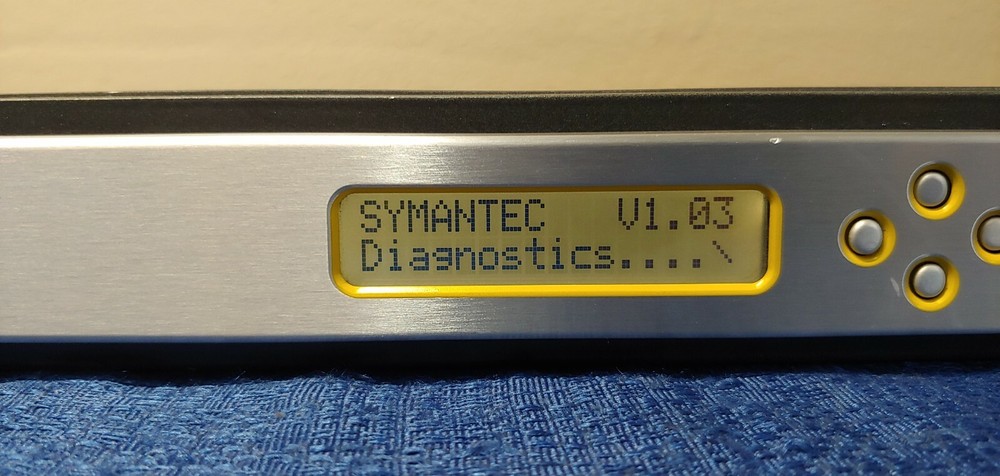 SYMANTEC V1.03
Diagnostics....\